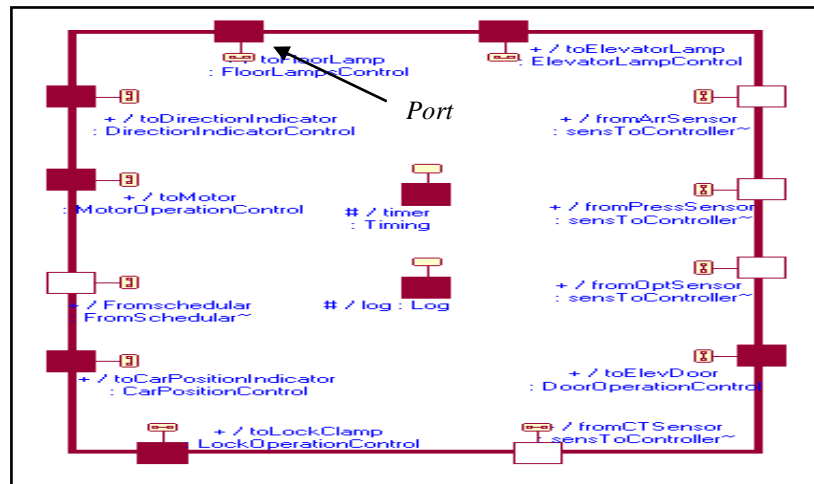 + / toFloorLamp
: FloorLampsControl
+ / toElevatorLamp
: ElevatorLampControl
Port
+ / toDirectionIndicator
: DirectionIndicatorControl
+ / fromArrSensor
: sensToController~
+ / toMotor
: MotorOperationControl
# / timer
: Timing
+ / fromPressSensor
: sensToController~
+ / Fromschedular
: FromSchedular~
# / log : Log
+ / fromOptSensor
: sensToController~
+ / toCarPositionIndicator
: CarPositionControl
+ / toElevDoor
: DoorOperationControl
+ / toLockClamp
: LockOperationControl
+ / fromCTSensor
: sensToController~